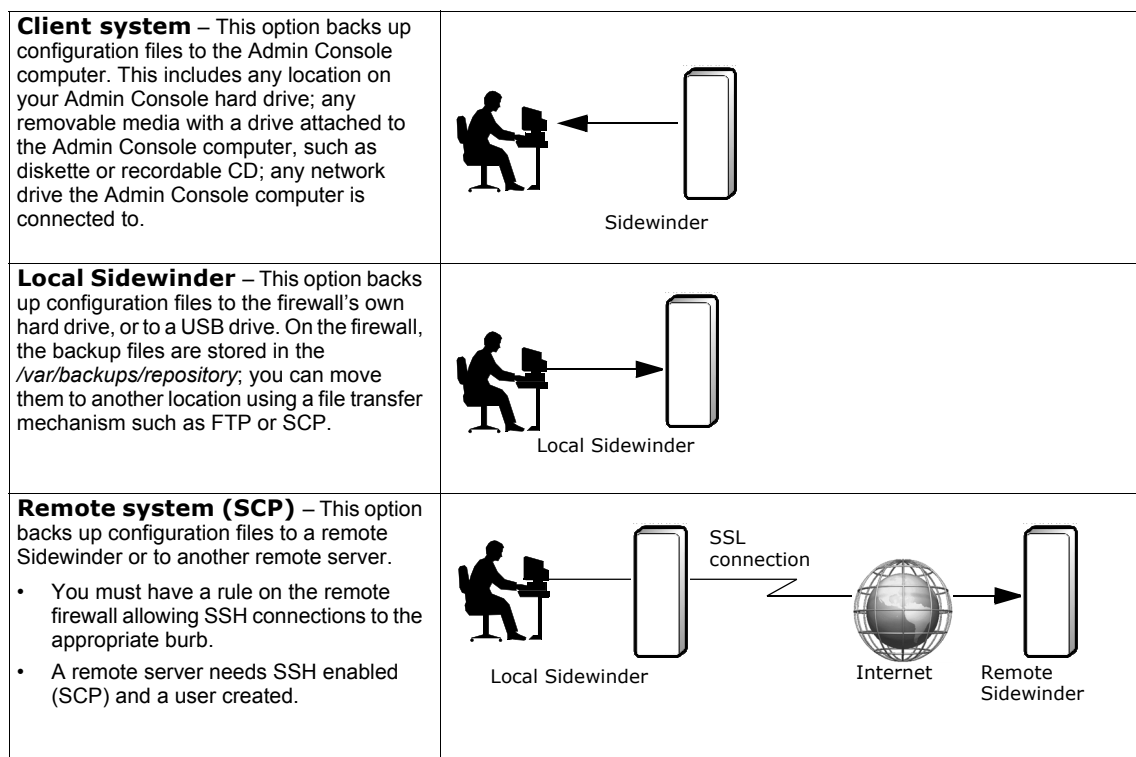 Client system – This option backs up
configuration files to the Admin Console
computer. This includes any location on
your Admin Console hard drive; any
removable media with a drive attached to
the Admin Console computer, such as
diskette or recordable CD; any network
drive the Admin Console computer is
connected to.
Sidewinder
Local Sidewinder – This option backs
up configuration files to the firewall’s own
hard drive, or to a USB drive. On the firewall,
the backup files are stored in the
/var/backups/repository; you can move
them to another location using a file transfer
mechanism such as FTP or SCP.
Local Sidewinder
Remote system (SCP) – This option
backs up configuration files to a remote
Sidewinder or to another remote server.
• You must have a rule on the remote
firewall allowing SSH connections to the
appropriate burb.
• A remote server needs SSH enabled
(SCP) and a user created.
SSL
connection
Local Sidewinder
Internet
Remote
Sidewinder